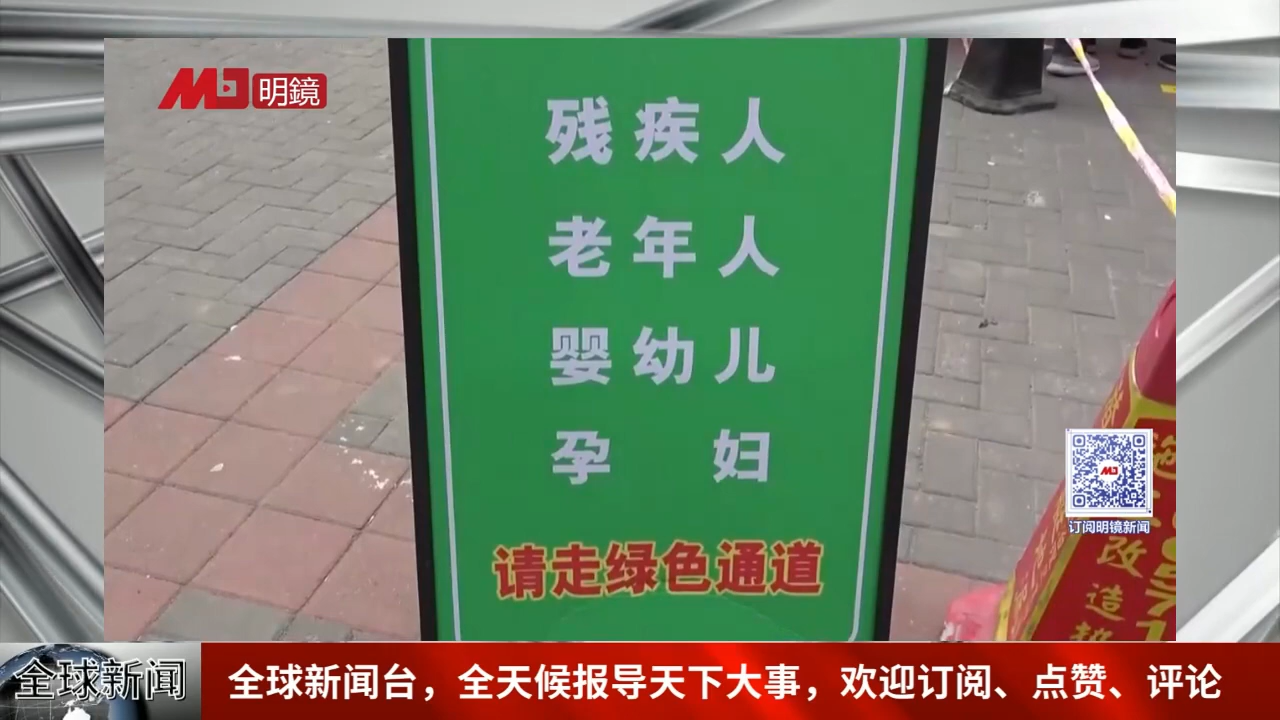 明鏡
残疾人
老年人
婴幼儿
孕妇
请走绿色通道
订阅明镜新闻
改
造
全球新闻
全球新闻台，全天候报导天下大事，欢迎订阅、点赞、评论